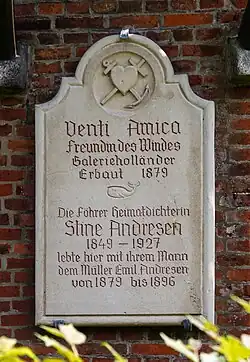 Venti Amica
Freundin des Windes
Galerieholländer
Erbaut 1879
Die Föhrer Heimatdichterin
Stine Andresen
1849 – 1927
lebte hier mit ihrem Mann
dem Müller Emil Andresen
von 1879 bis 1896